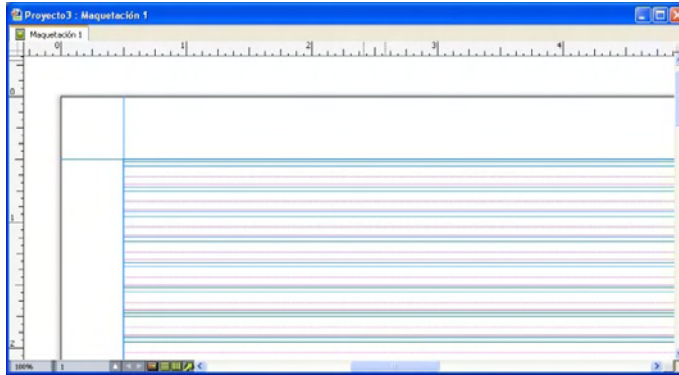 Proyecto3 : Maquetación 1
Maquetación 1
0 1 2 3 4
0
1
2
100% 1